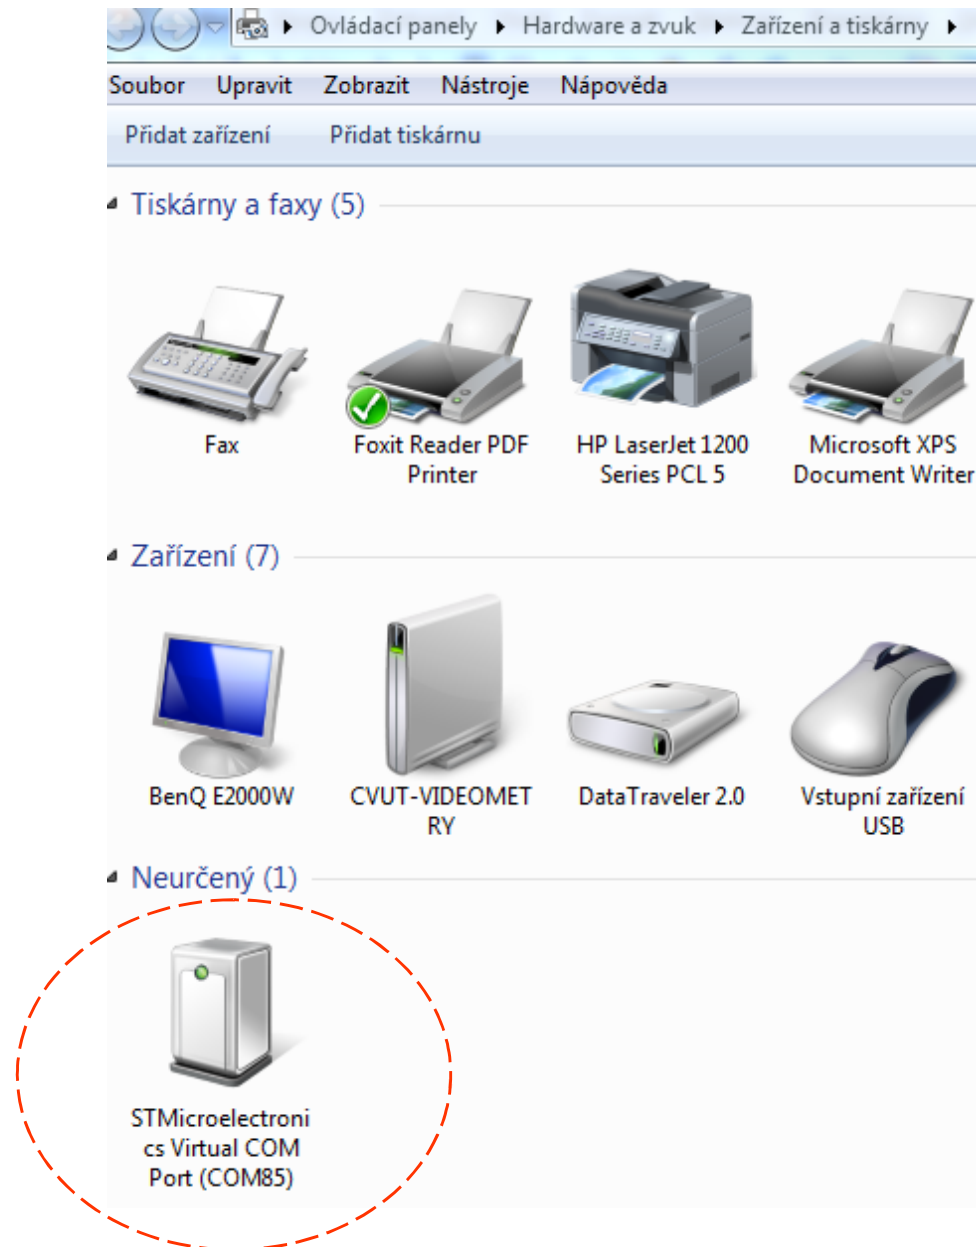 Ovládací panely Hardware a zvuk Zařízení a tiskárny
Soubor Upravit Zobrazit Nástroje Nápověda
Přidat zařízení Přidat tiskárnu
Tiskárny a faxy (5)
Fax
Foxit Reader PDF
Printer
HP LaserJet 1200
Series PCL 5
Microsoft XPS
Document Writer
Zařízení (7)
BenQ E2000W
CVUT-VIDEOMET
RY
DataTraveler 2.0
Vstupní zařízení
USB
Neurčený (1)
STMicroelectroni
cs Virtual COM
Port (COM85)